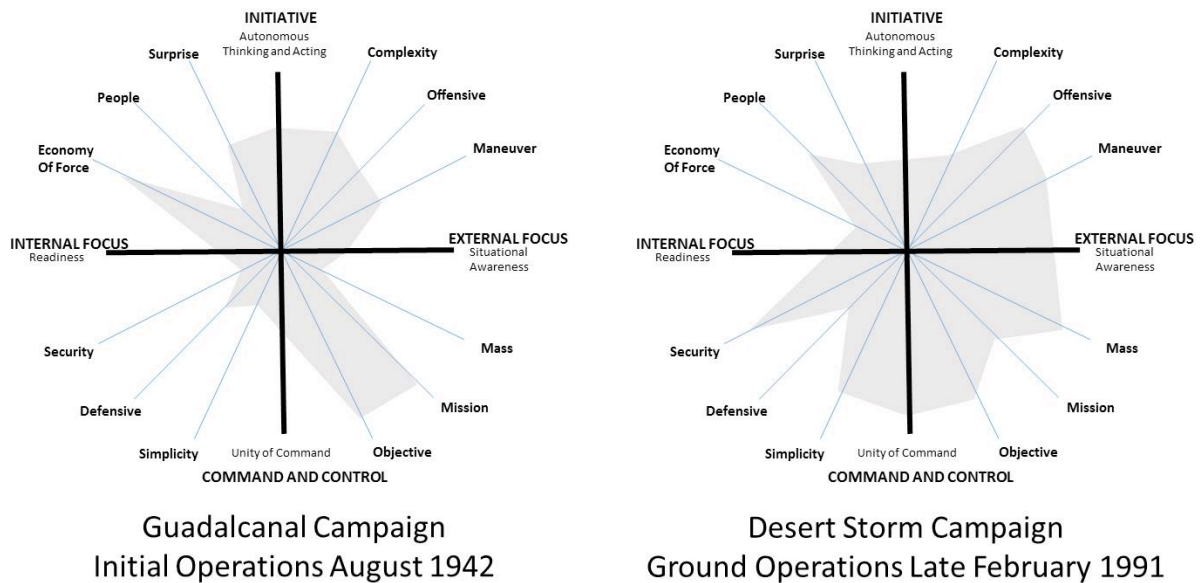 INITIATIVE
Autonomous
Thinking and Acting
Surprise
Complexity
People
Offensive
Economy
Of Force
Maneuver
INTERNAL FOCUS
Readiness
EXTERNAL FOCUS
Situational
Awareness
Security
Mass
Defensive
Mission
Simplicity
Unity of Command
Objective
COMMAND AND CONTROL
Guadalcanal Campaign
Initial Operations August 1942
INITIATIVE
Autonomous
Thinking and Acting
Surprise
Complexity
People
Offensive
Economy
Of Force
Maneuver
INTERNAL FOCUS
Readiness
EXTERNAL FOCUS
Situational
Awareness
Security
Mass
Defensive
Mission
Simplicity
Unity of Command
Objective
COMMAND AND CONTROL
Desert Storm Campaign
Ground Operations Late February 1991